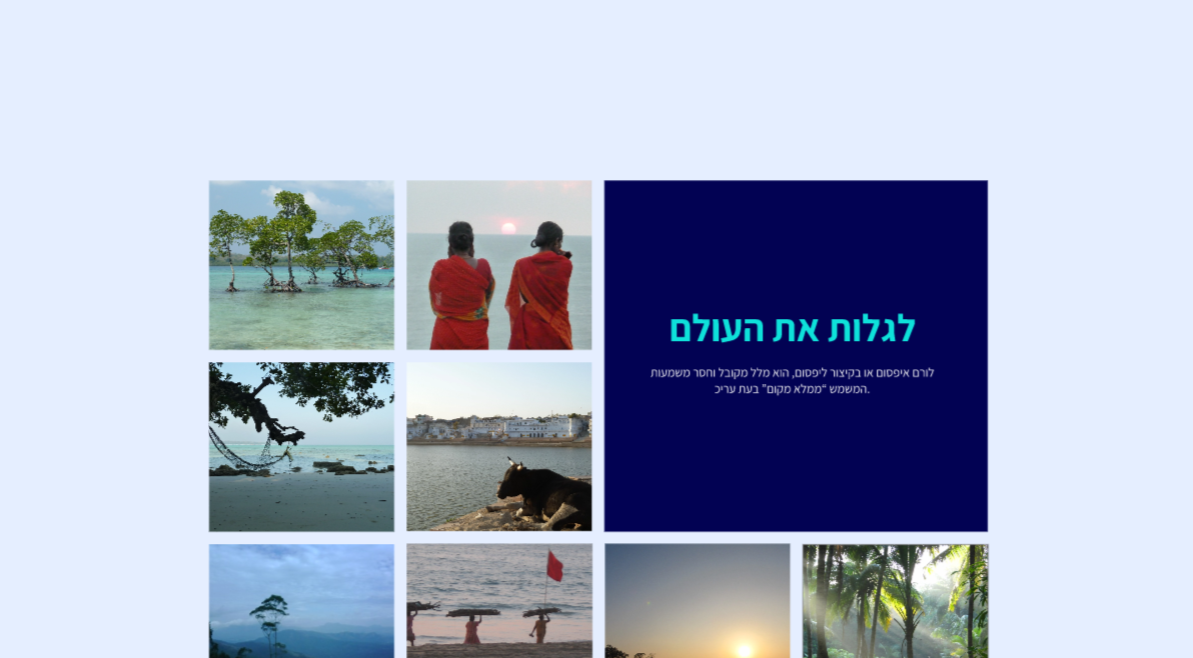 לגלות את העולם
לורם איפסום או בקיצור ליפסום, הוא מלל מקובל וחסר משמעות
המשמש “ממלא מקום” בעת עריכ.